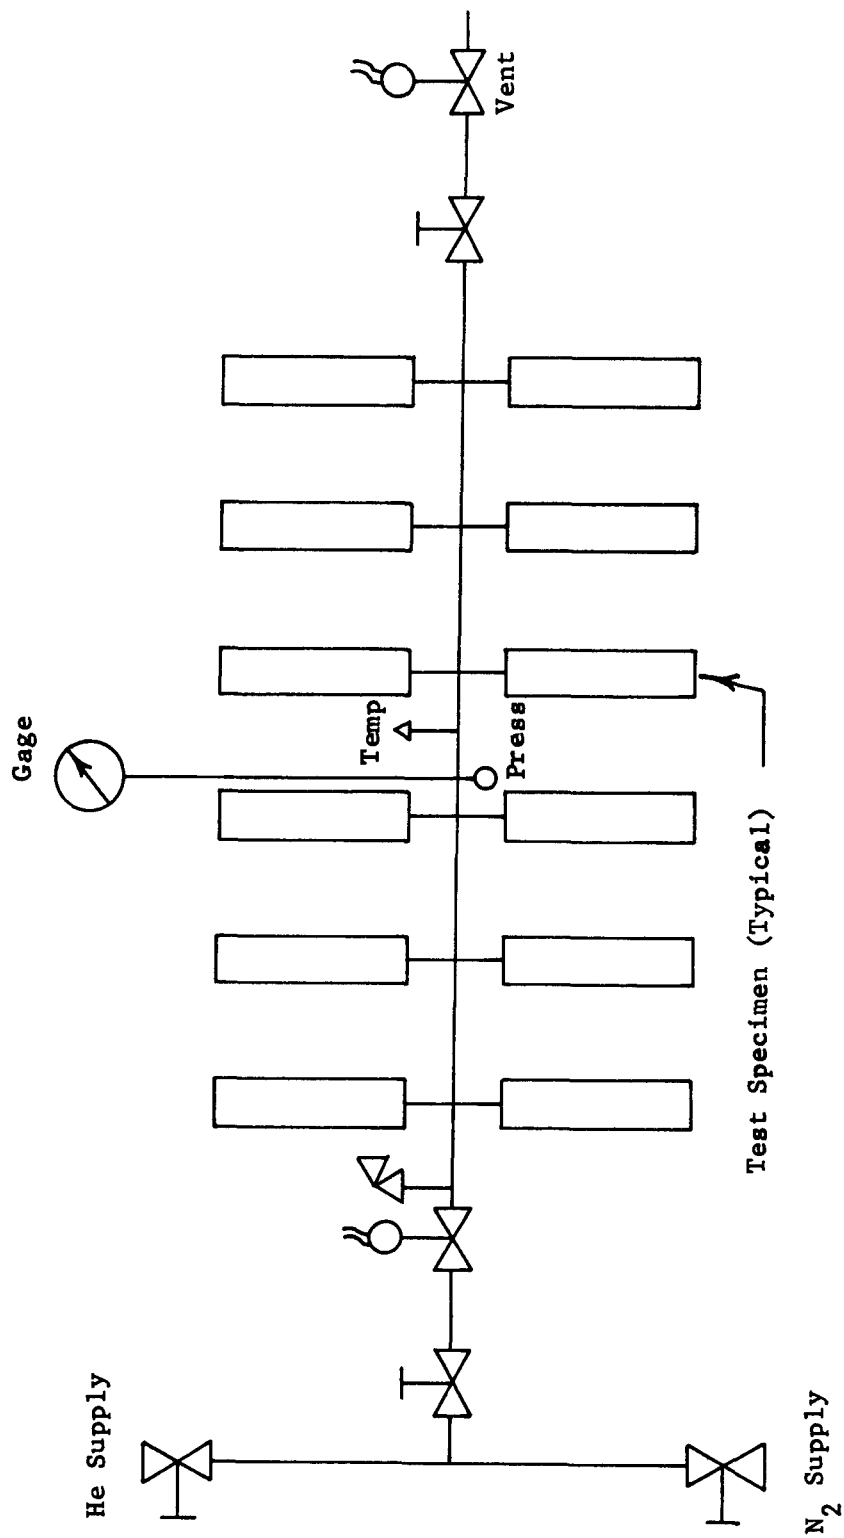 Gage
Vent
Temp
Press
Test Specimen (Typical)
He Supply
N2 Supply